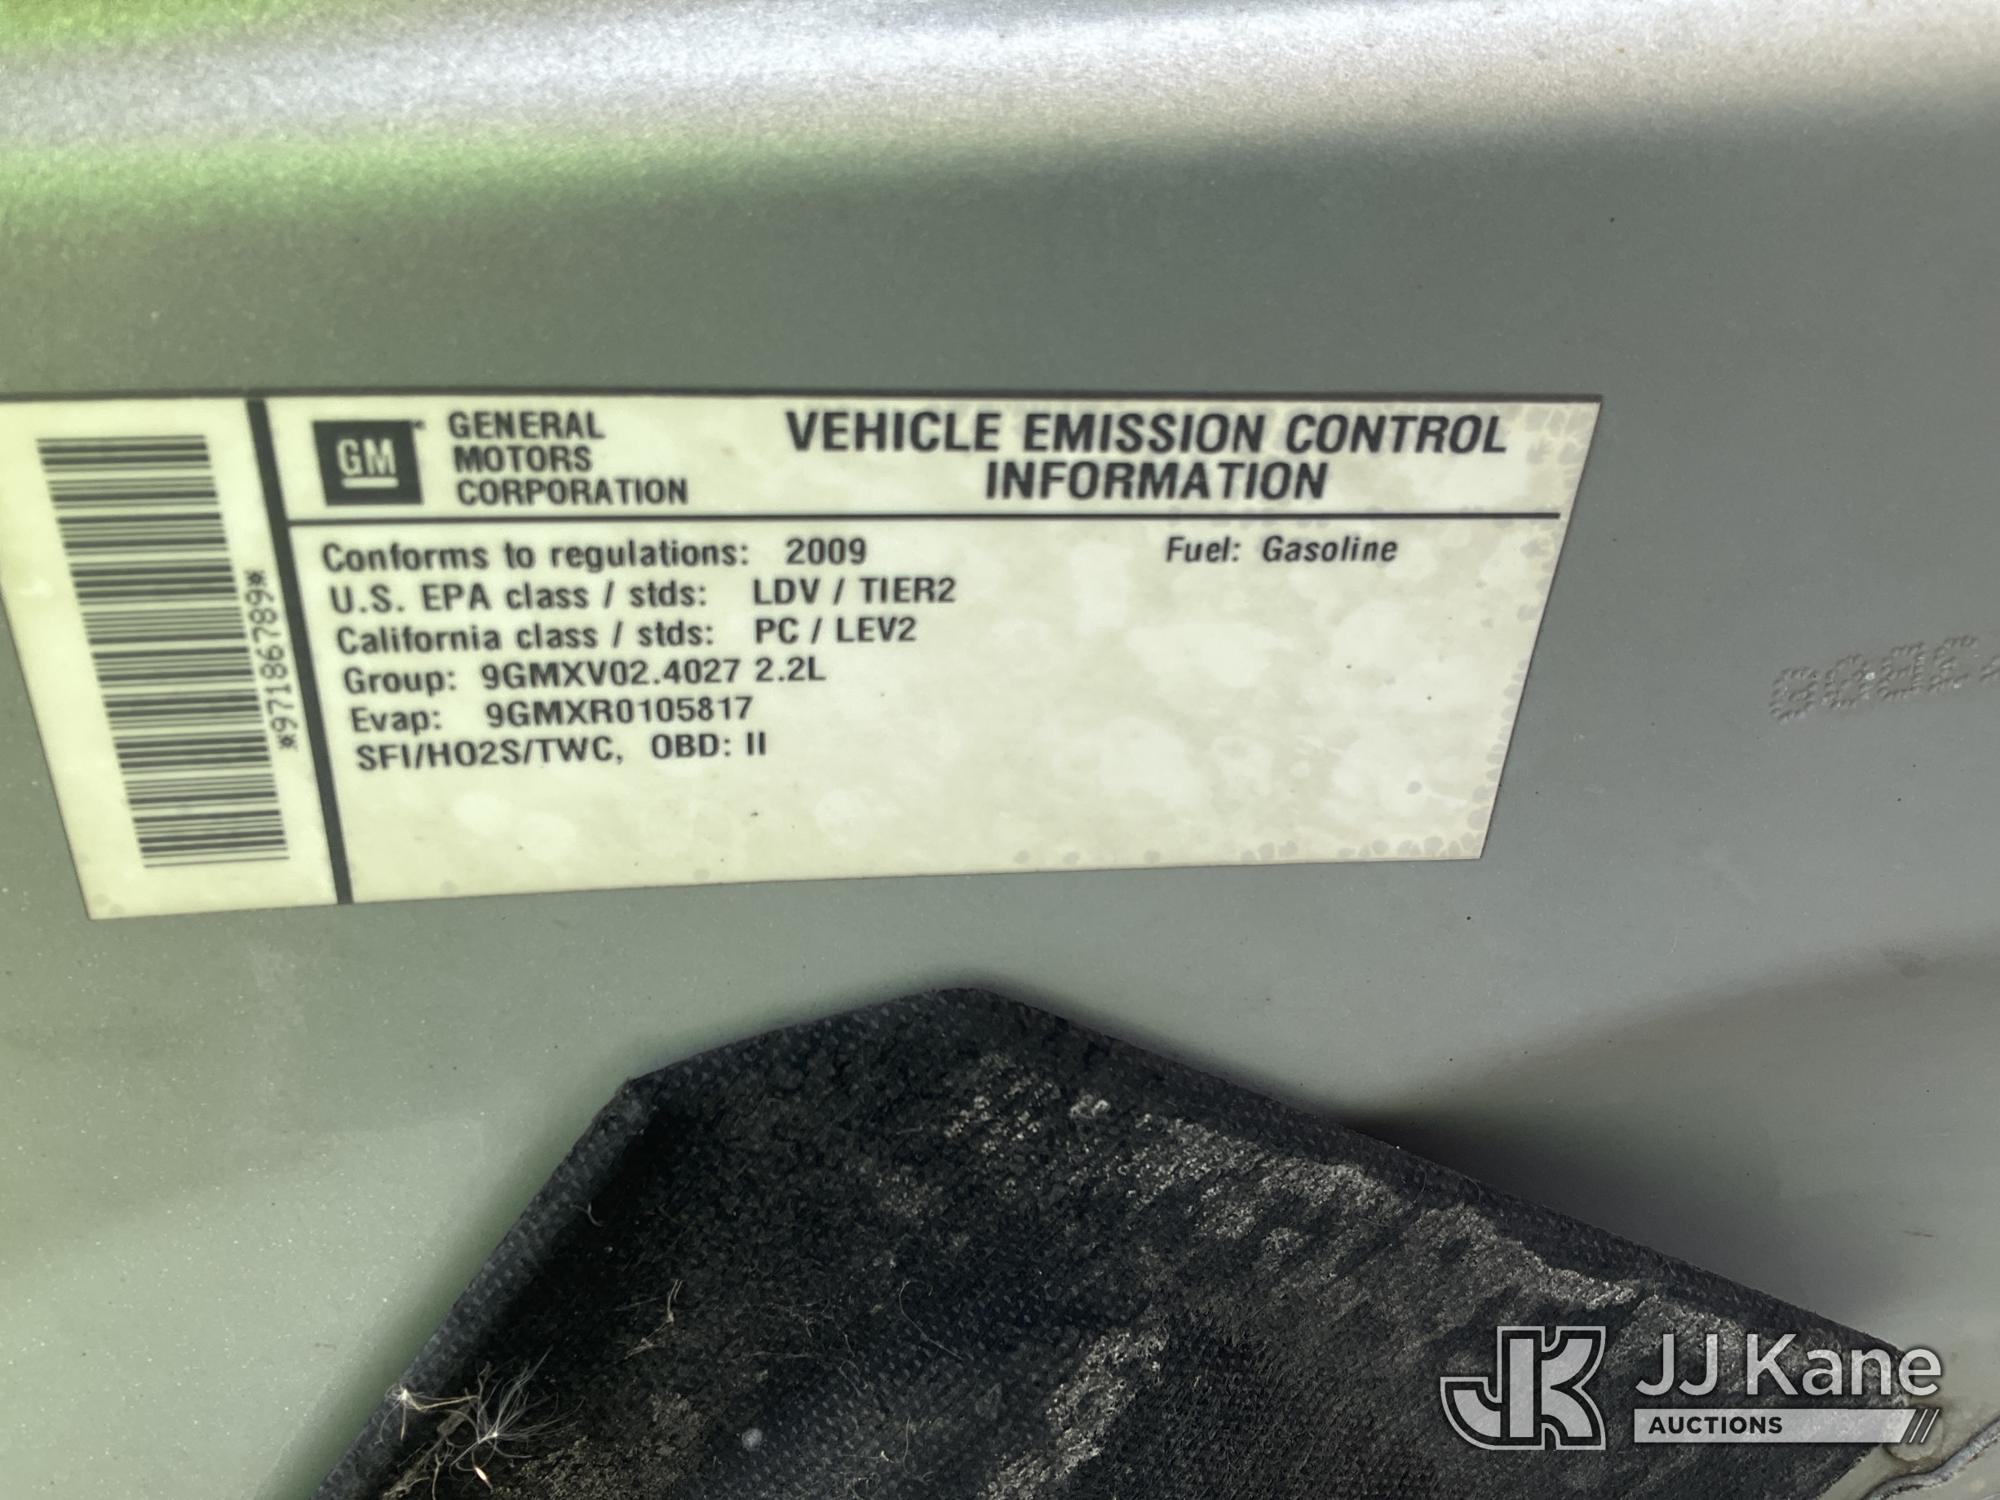 GM
GENERAL
MOTORS
CORPORATION
VEHICLE EMISSION CONTROL
INFORMATION
*97186789*
Conforms to regulations: 2009
Fuel: Gasoline
U.S. EPA class / stds: LDV / TIER2
California class / stds: PC / LEV2
Group: 9GMXV02.4027 2.2L
Evap: 9GMXR0105817
SFI/HO2S/TWC, OBD: II
JK
JJ Kane
AUCTIONS